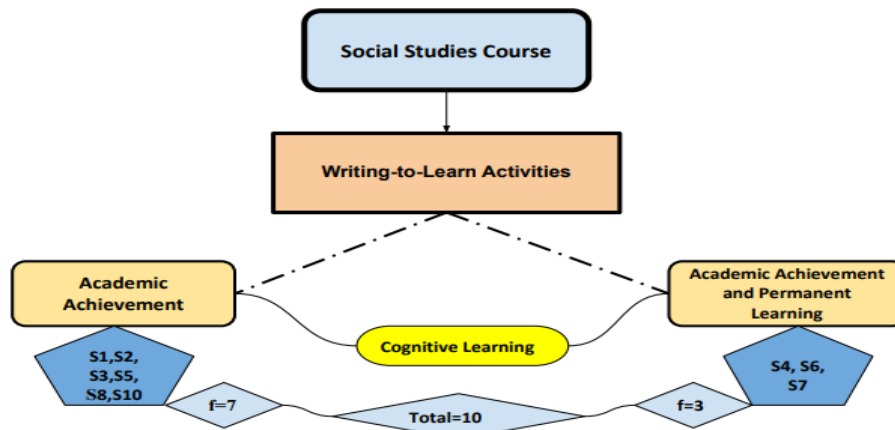 Social Studies Course
Writing-to-Learn Activities
Academic
Achievement
Academic Achievement
and Permanent
Learning
Cognitive Learning
S1,S2,
S3,S5,
S8,S10
S4, S6,
S7
f=7
Total=10
f=3